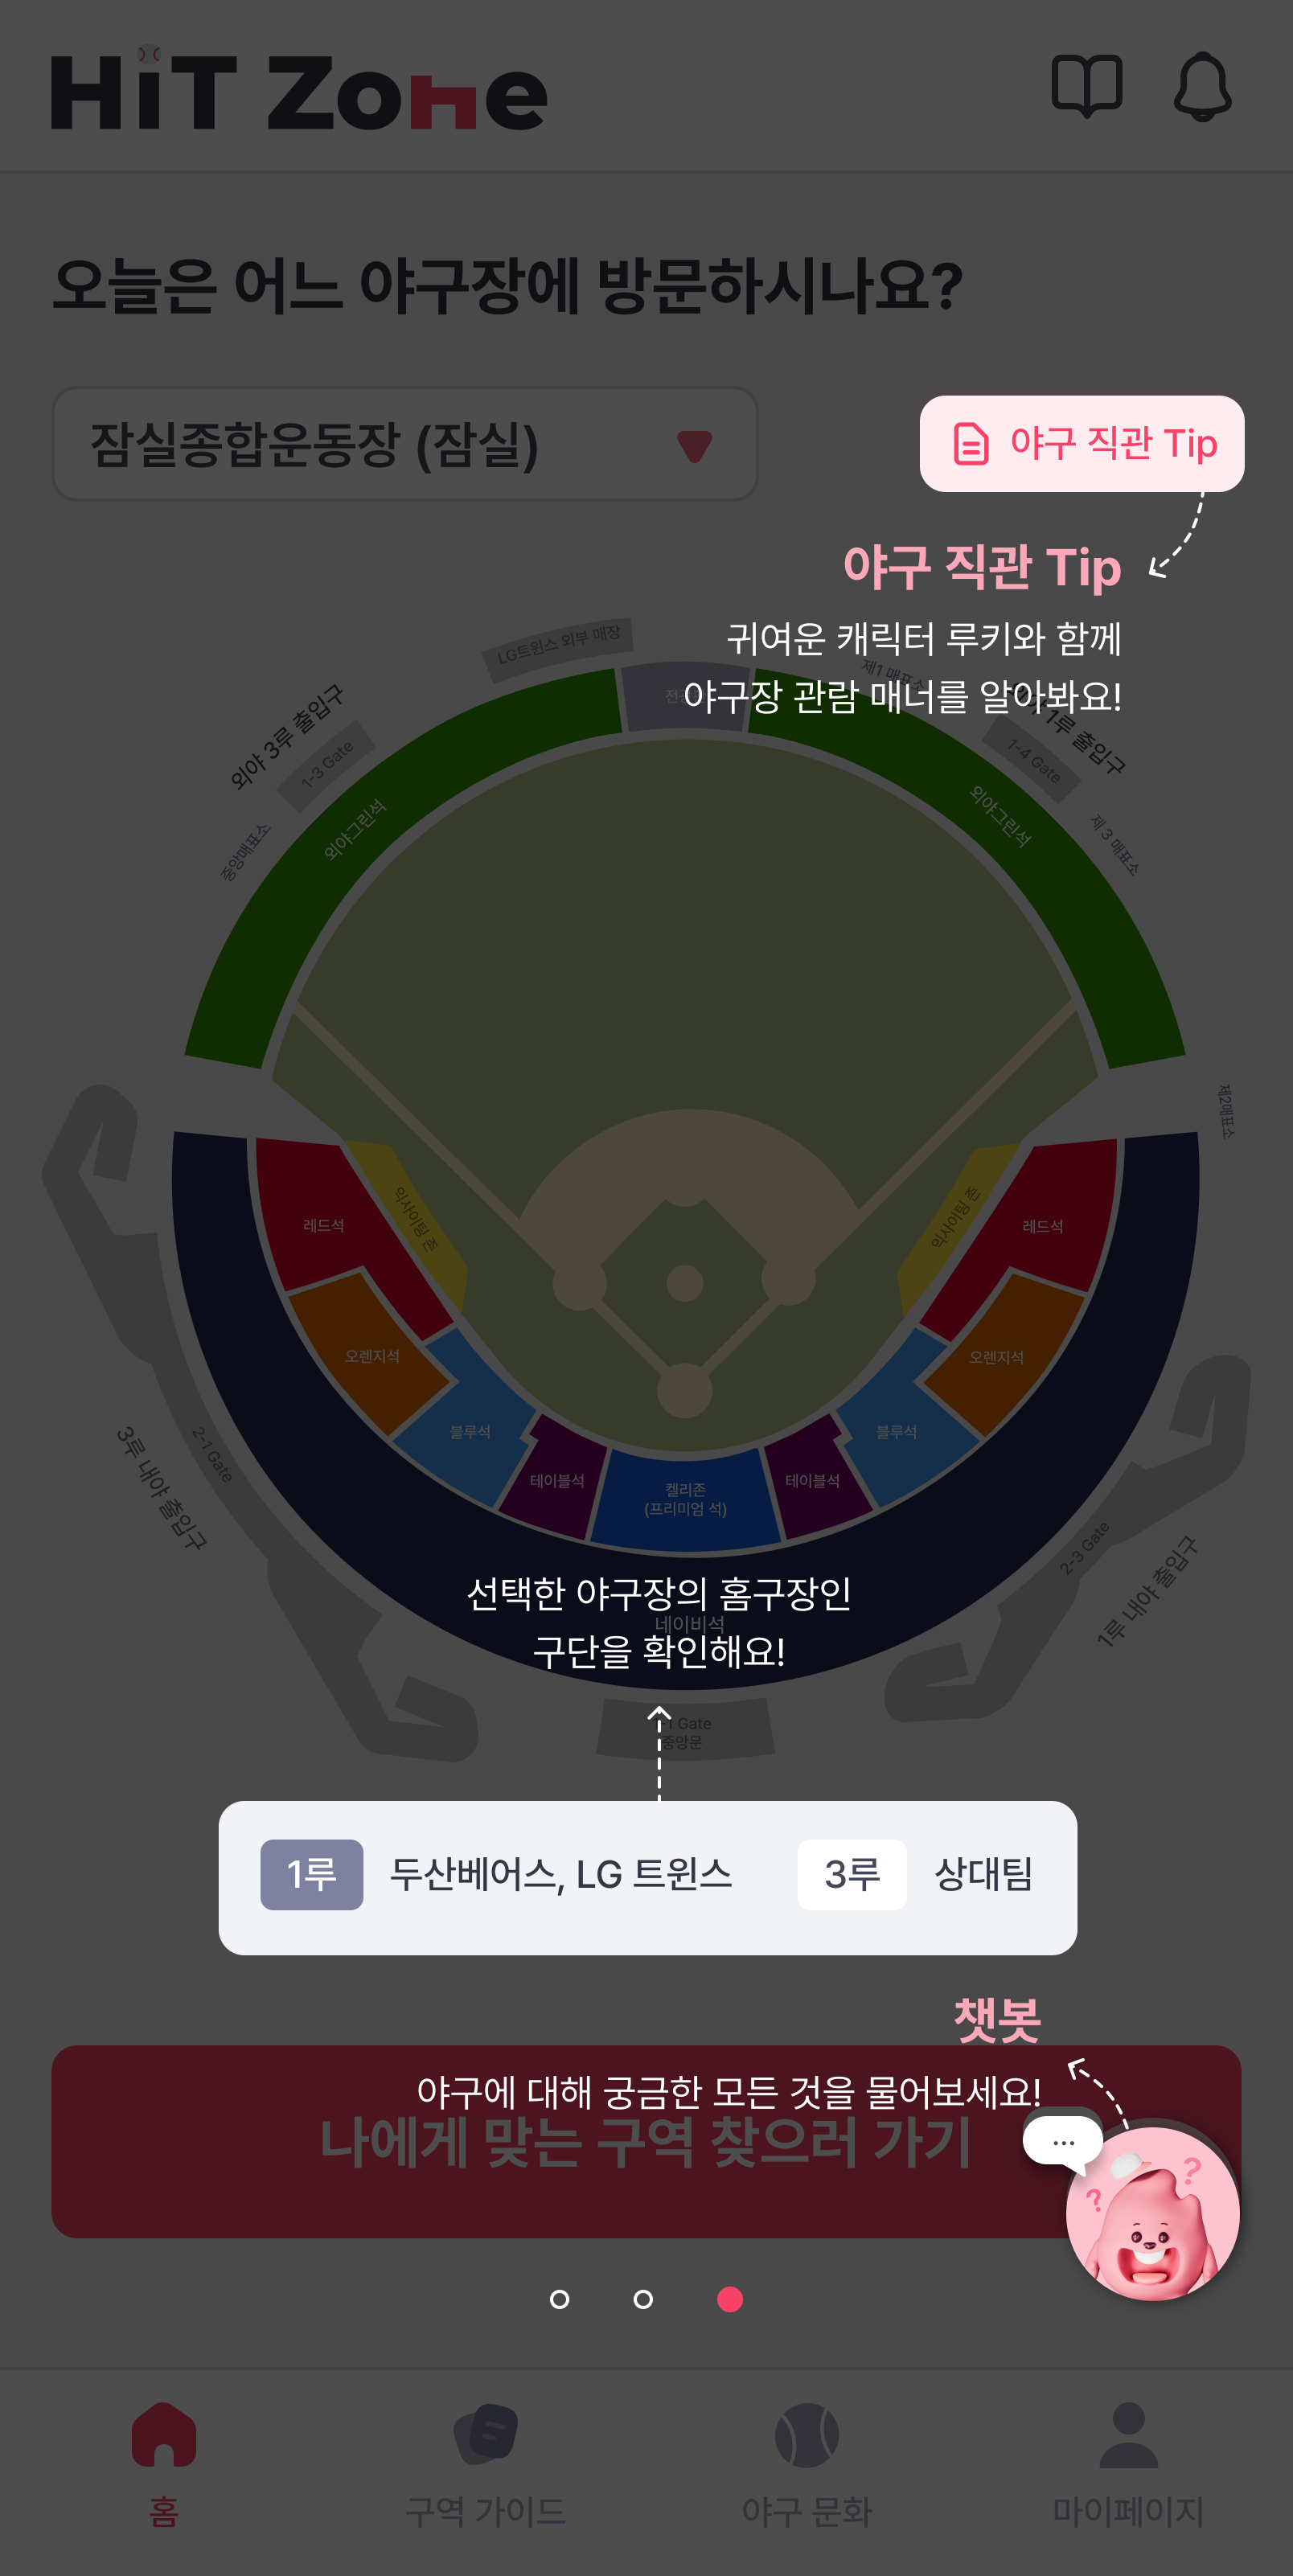 HiT Zone
오늘은 어느 야구장에 방문하시나요?
잠실종합운동장 (잠실)
야구 직관 Tip
야구 직관 Tip
귀여운 캐릭터 루키와 함께
야구장 관람 매너를 알아봐요!
LG트윈스 외부 매장
제1 매표소
외야 3루 출입구
1-3 Gate
1루 출입구
1-4 Gate
중앙매표소
외야그린석
외야그린석
제 3 매표소
제2매표소
익사이팅 존
익사이팅 존
레드석
레드석
오렌지석
오렌지석
블루석
블루석
2-1 Gate
3루 내야 출입구
테이블석
켈리존
(프리미엄 석)
테이블석
2-3 Gate
1루 내야 출입구
선택한 야구장의 홈구장인
네이비석
구단을 확인해요!
Gate
중앙문
1루 두산베어스, LG 트윈스 3루 상대팀
챗봇
야구에 대해 궁금한 모든 것을 물어보세요!
나에게 맞는 구역 찾으러 가기
...
? ?
홈 구역 가이드 야구 문화 마이페이지